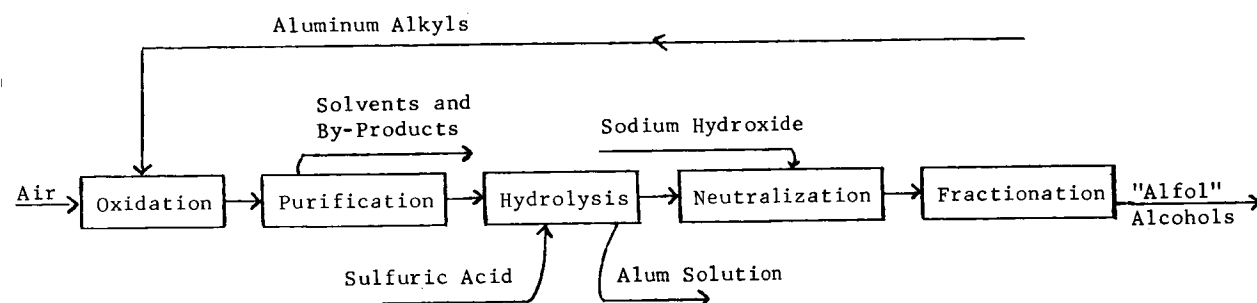 Aluminum Alkyls
Solvents and
By-Products
Sodium Hydroxide
Air
Oxidation
Purification
Hydrolysis
Neutralization
Fractionation
"Alfol"
Alcohols
Sulfuric Acid
Alum Solution